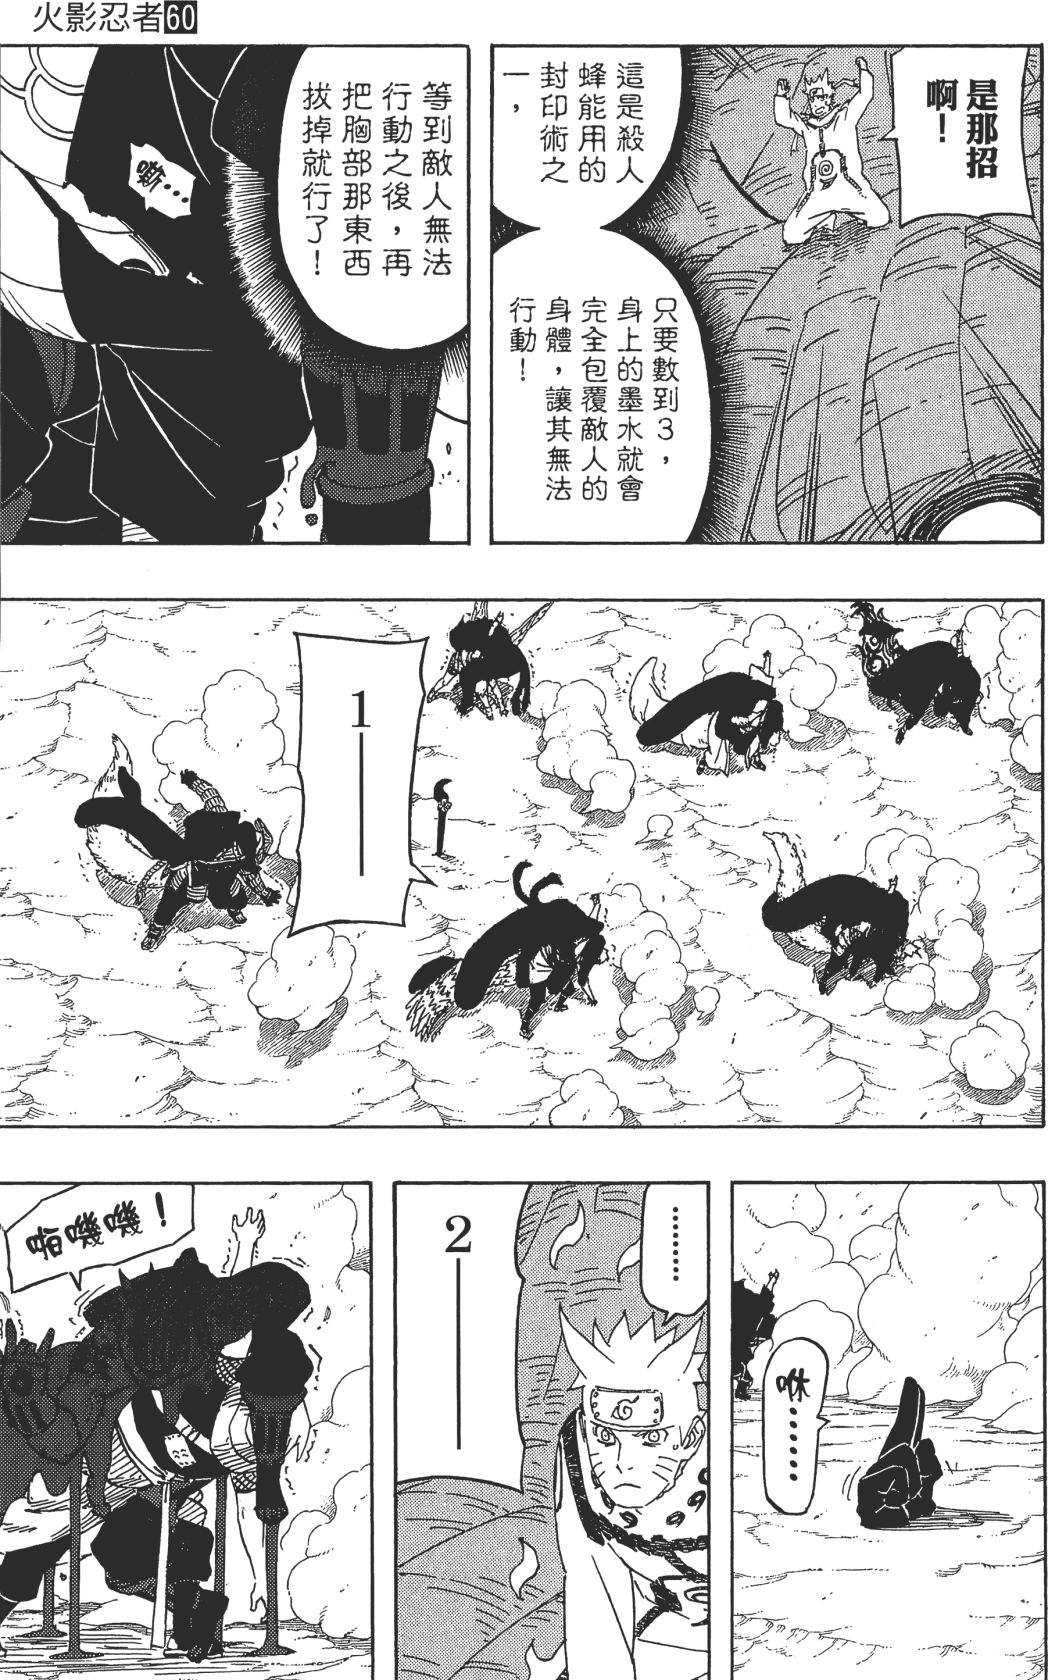 火影忍者60
是那招
啊！
這是殺人
蜂能用的
封印術之
一，
只要數到3，
身上的墨水就會
完全包覆敵人的
身體，讓其無法
行動！
等到敵人無法
行動之後，再
把胸部那東西
拔掉就行了！
嘶…
1——
咻………
………
2——
啪嘰嘰！